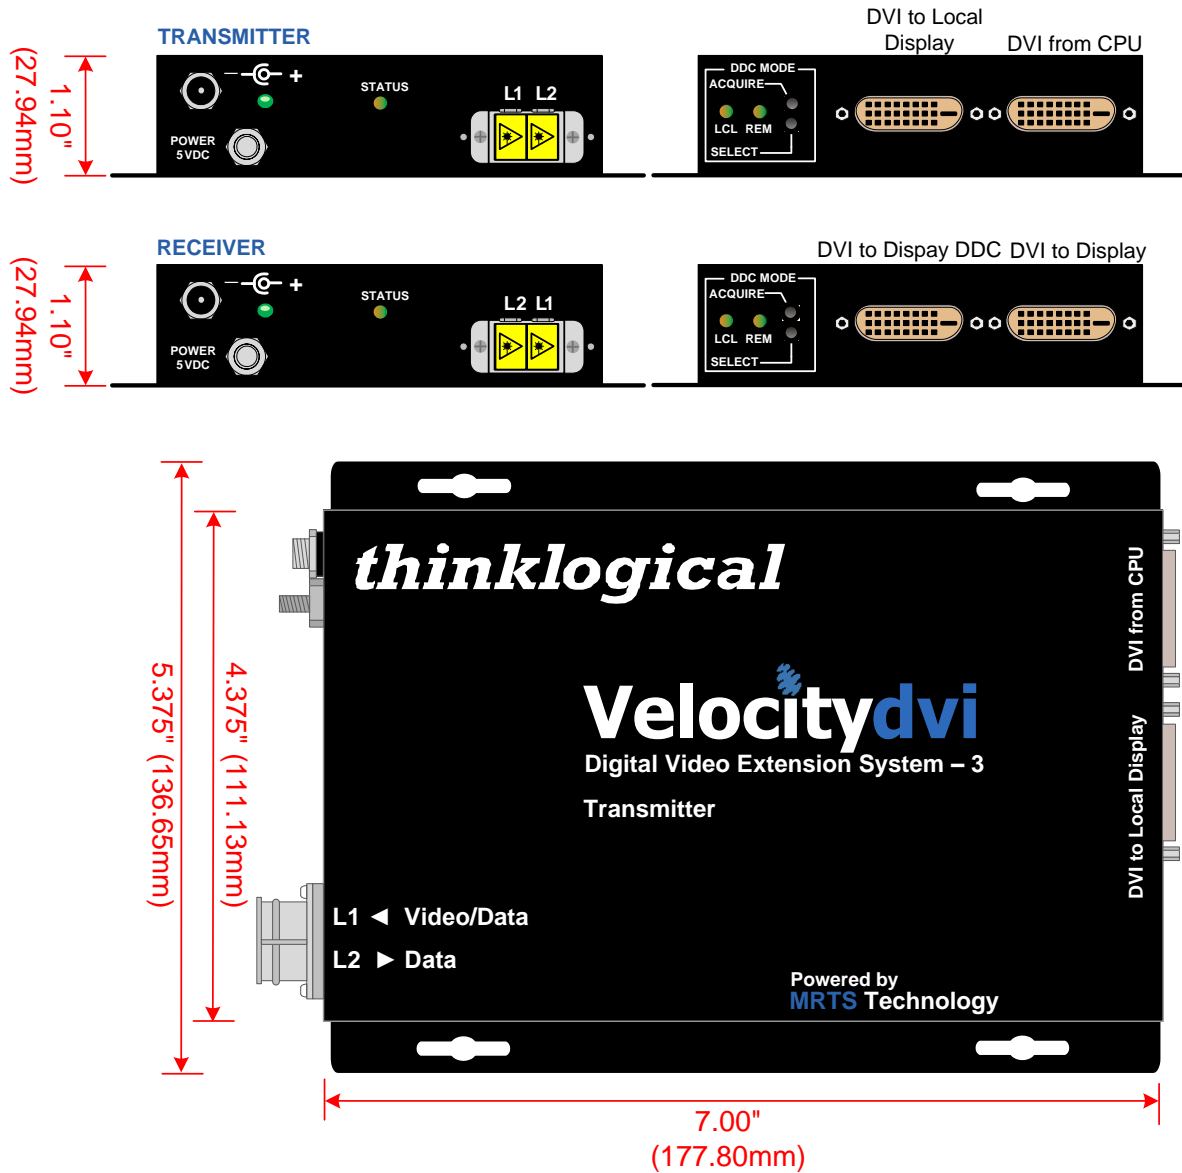 TRANSMITTER
1.10"
(27.94mm)
POWER
5VDC
– +
STATUS
L1 L2
DVI to Local
Display
DVI from CPU
DDC MODE
ACQUIRE
LCL REM
SELECT
RECEIVER
1.10"
(27.94mm)
– +
POWER
5VDC
STATUS
L2 L1
DVI to Dispay DDC
DVI to Display
DDC MODE
ACQUIRE
LCL REM
SELECT
5.375" (136.65mm)
4.375" (111.13mm)
thinklogical
Velocitydvi
Digital Video Extension System – 3
Transmitter
DVI from CPU
DVI to Local Display
L1 ◄ Video/Data
L2 ► Data
Powered by
MRTS Technology
7.00"
(177.80mm)